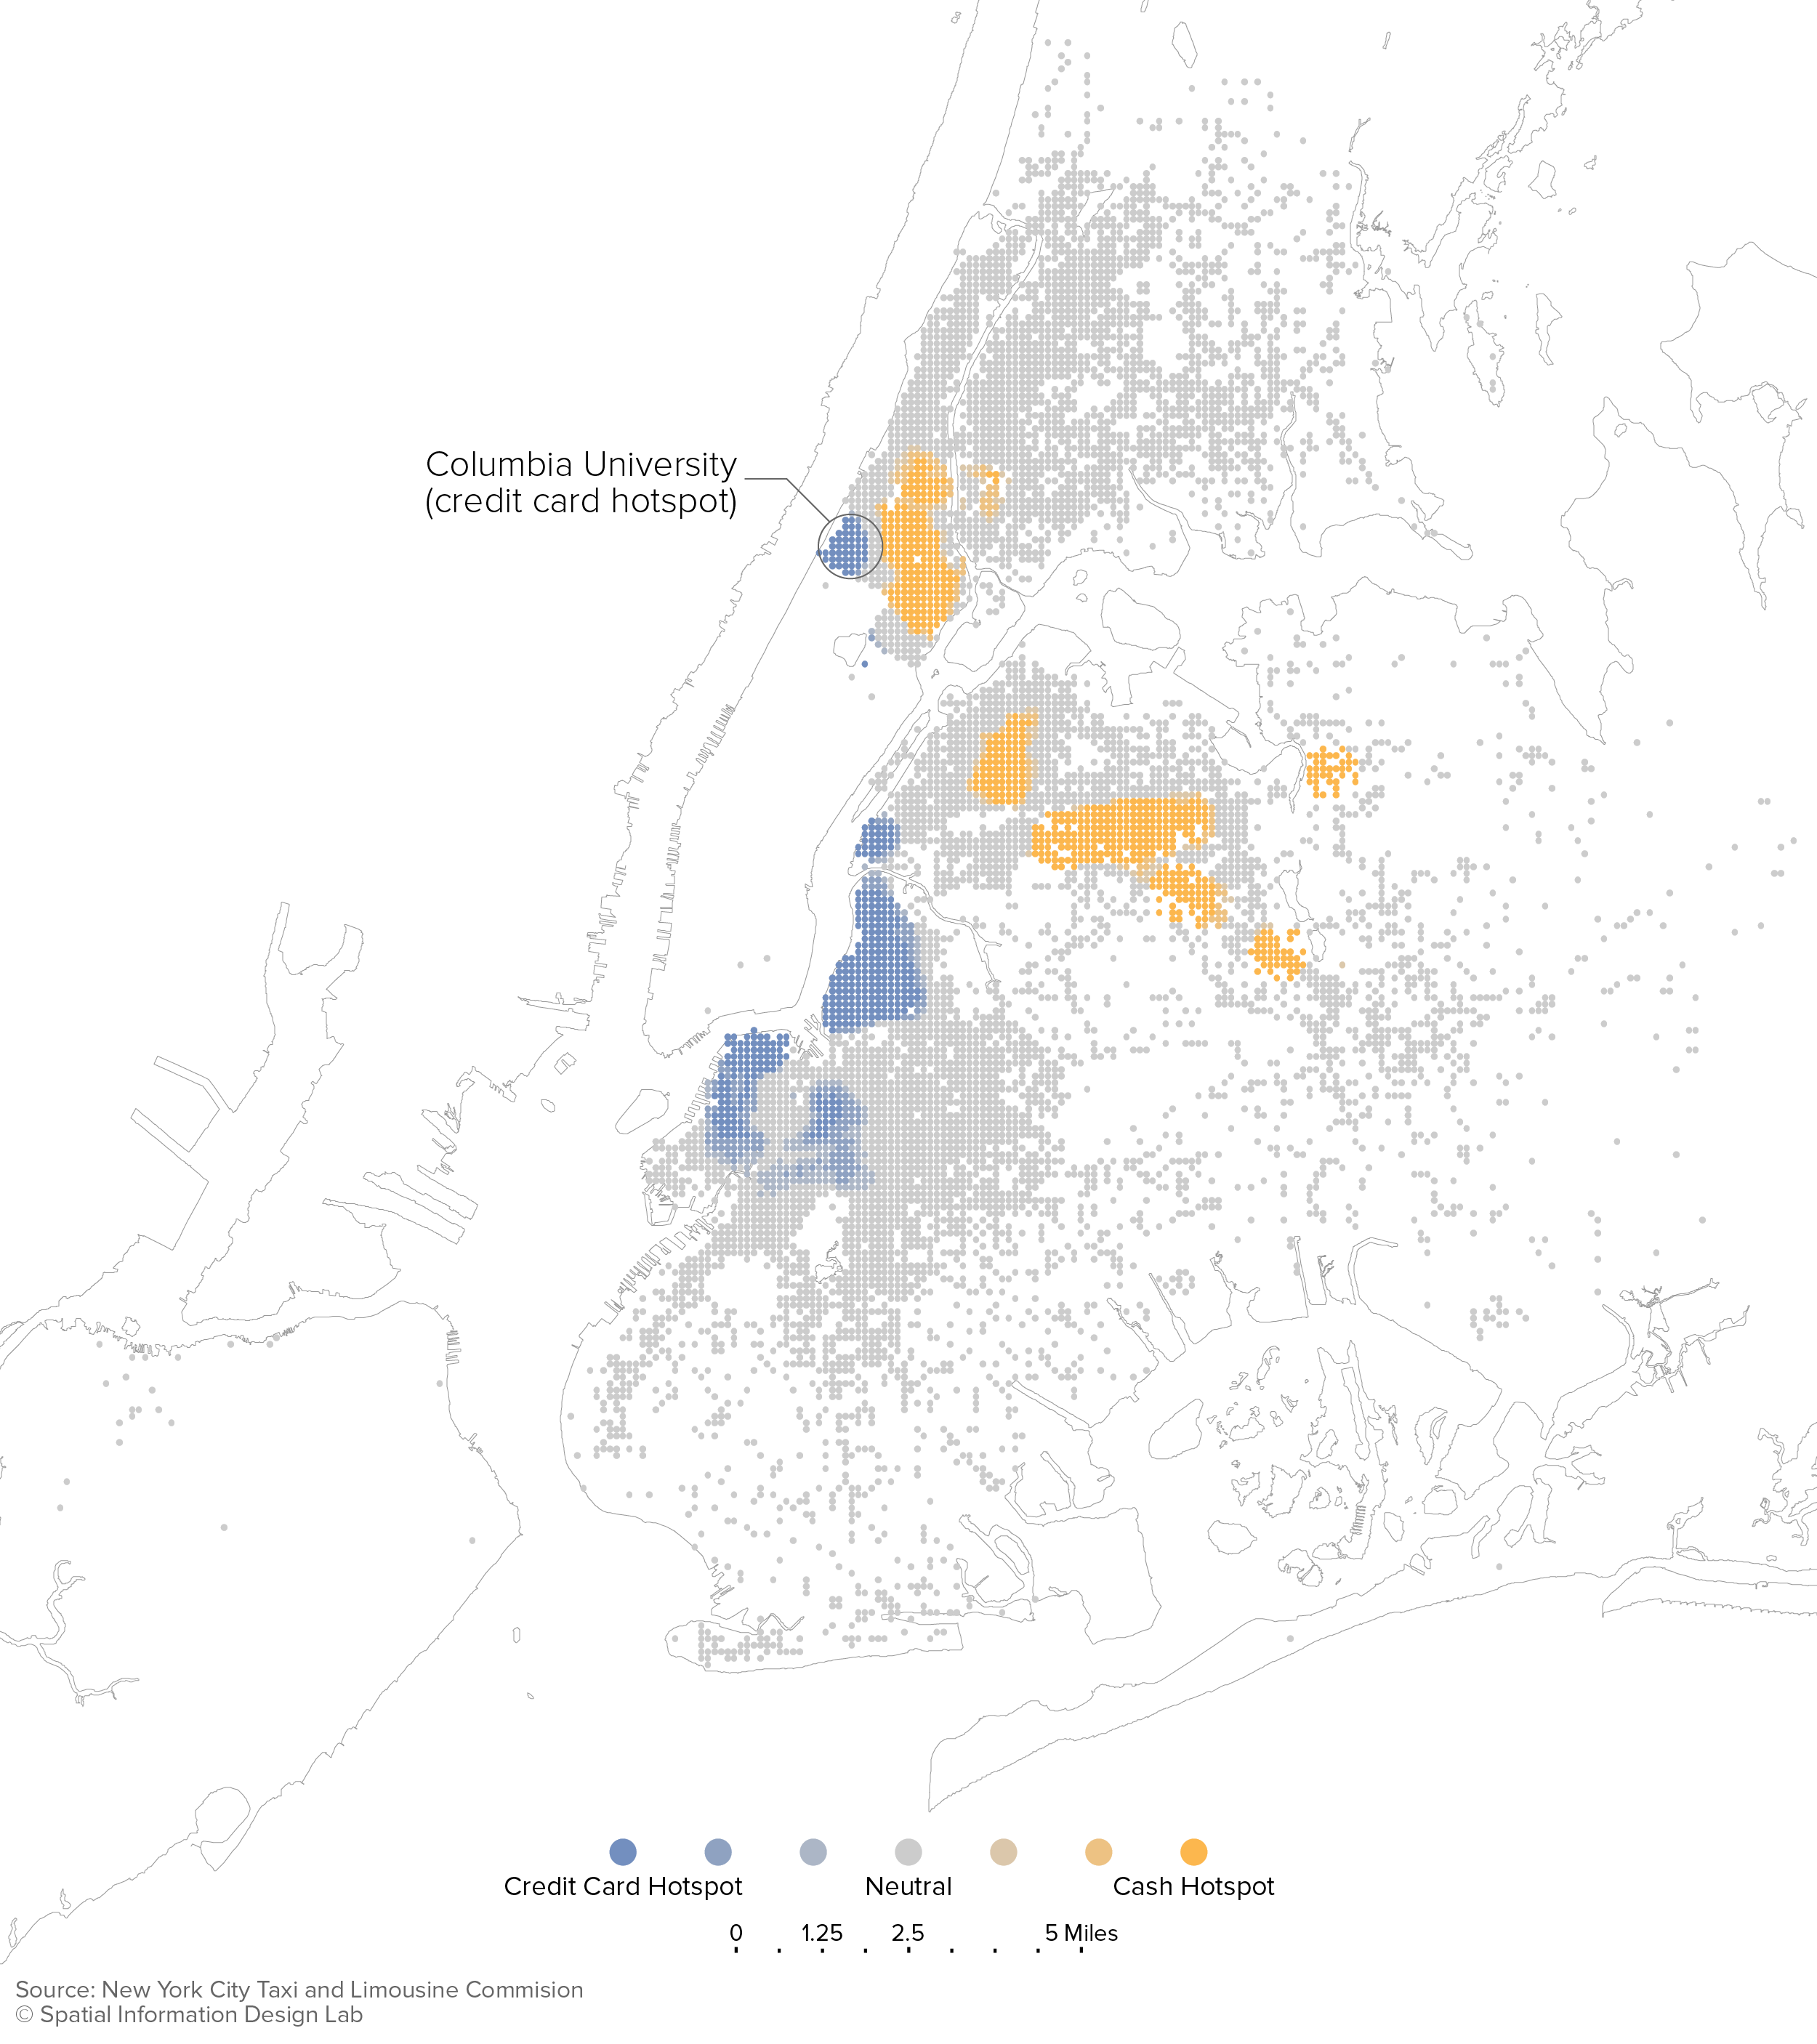 Columbia University
(credit card hotspot)
Credit Card Hotspot Neutral Cash Hotspot
0 1.25 2.5 5 Miles
Source: New York City Taxi and Limousine Commision
© Spatial Information Design Lab